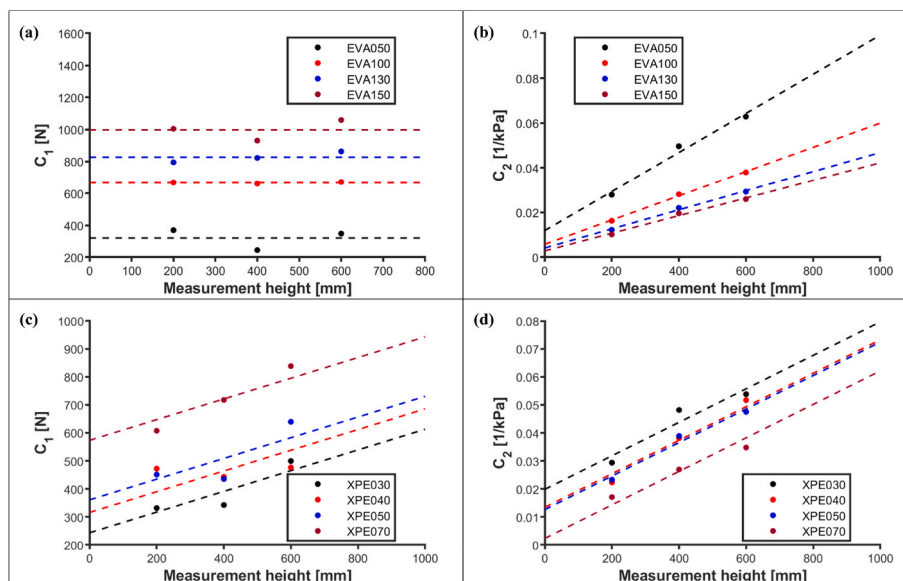 (a)
1600
1400
1200
1000
800
600
400
200
C1 [N]
EVA050
EVA100
EVA130
EVA150
0 100 200 300 400 500 600 700 800
Measurement height [mm]
(b)
0.1
0.08
0.06
0.04
0.02
0
C2 [1/kPa]
EVA050
EVA100
EVA130
EVA150
0 200 400 600 800 1000
Measurement height [mm]
(c)
1000
900
800
700
600
500
400
300
200
C1 [N]
XPE030
XPE040
XPE050
XPE070
0 200 400 600 800 1000
Measurement height [mm]
(d)
0.08
0.07
0.06
0.05
0.04
0.03
0.02
0.01
0
C2 [1/kPa]
XPE030
XPE040
XPE050
XPE070
0 200 400 600 800 1000
Measurement height [mm]